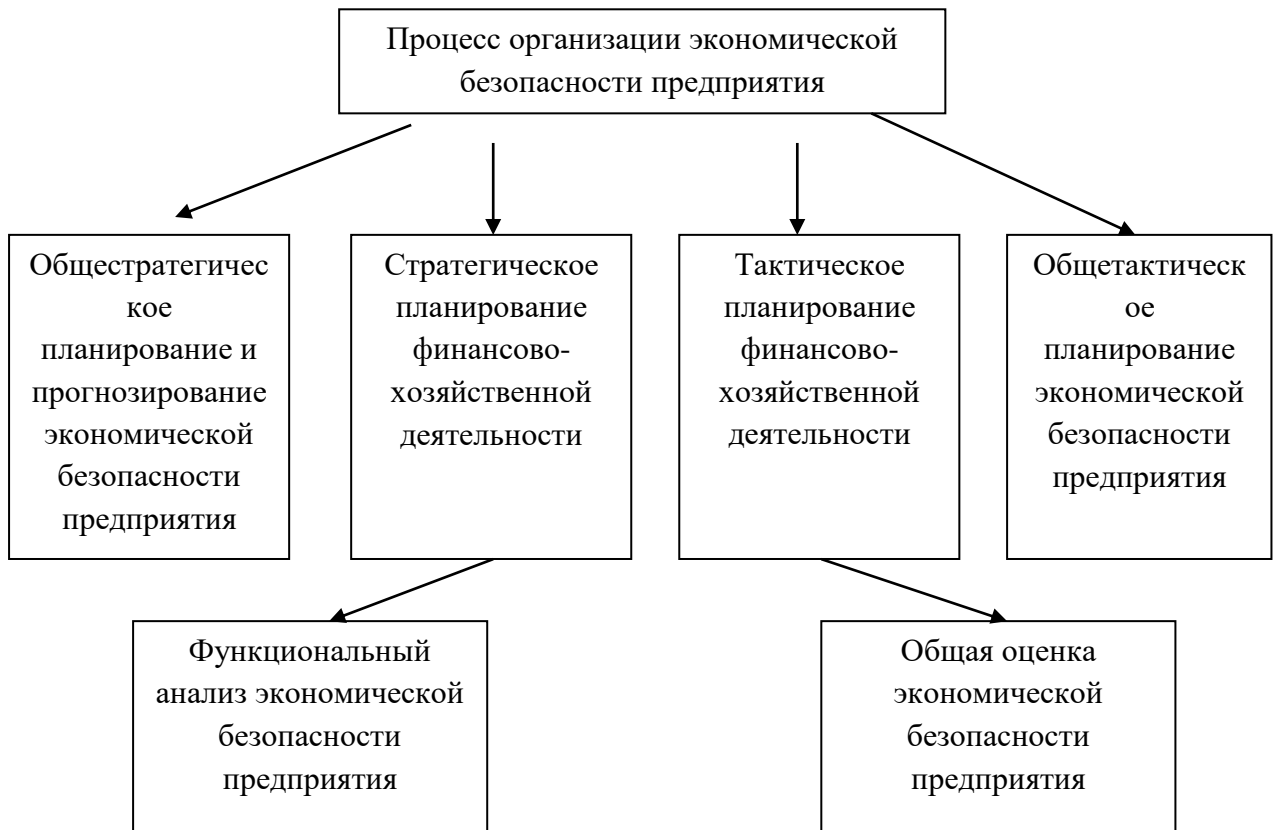 Процесс организации экономической
безопасности предприятия
Общестратегичес
кое
планирование и
прогнозирование
экономической
безопасности
предприятия
Стратегическое
планирование
финансово-
хозяйственной
деятельности
Тактическое
планирование
финансово-
хозяйственной
деятельности
Общетактическ
ое
планирование
экономической
безопасности
предприятия
Функциональный
анализ экономической
безопасности
предприятия
Общая оценка
экономической
безопасности
предприятия